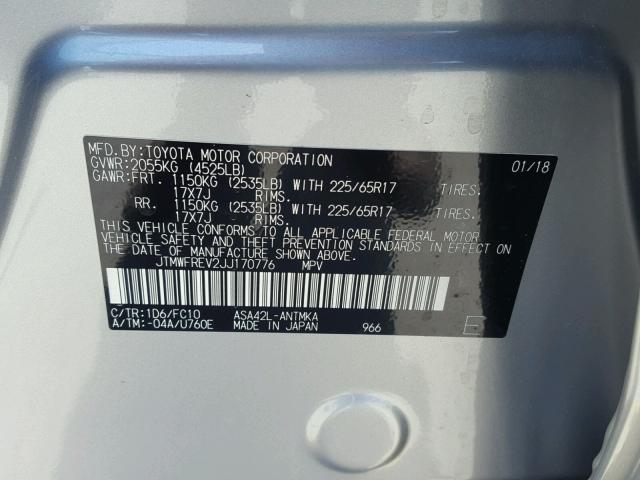 MFD.BY:TOYOTA MOTOR CORPORATION 01/18
GVWR:2055KG (4525LB)
GAWR:FRT. 1150KG (2535LB) WITH 225/65R17 TIRES.
17X7J RIMS.
RR. 1150KG (2535LB) WITH 225/65R17 TIRES.
17X7J RIMS.
THIS VEHICLE CONFORMS TO ALL APPLICABLE FEDERAL MOTOR
VEHICLE SAFETY AND THEFT PREVENTION STANDARDS IN EFFECT ON
THE DATE OF MANUFACTURE SHOWN ABOVE.
JTMWFREV2JJ170776 MPV
C/TR:1D6/FC10 ASA42L-ANTMKA
A/TM:-04A/U760E MADE IN JAPAN 966 E